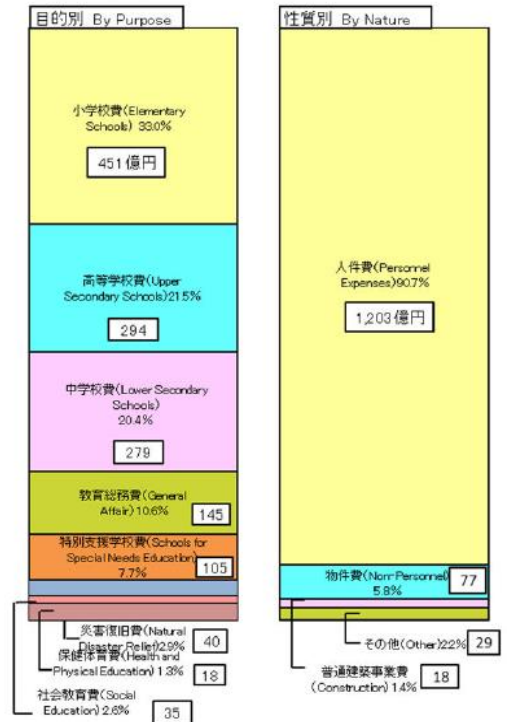 目的別 By Purpose
小学校費(Elementary
Schools) 33.0%
451億円
高等学校費(Upper
Secondary Schools)21.5%
294
中学校費(Lower Secondary
Schools)
20.4%
279
教育総務費(General
Affair)10.6%
145
特別支援学校費(Schools for
Special Needs Education)
7.7%
105
災害復旧費(Natural
Disaster Relief)2.9%
40
保健体育費(Health and
Physical Education)1.3%
18
社会教育費(Social
Education)2.6%
35
性質別 By Nature
人件費(Personnel
Expenses)90.7%
1,203億円
物件費(Non-Personnel)
5.8%
77
その他(Other)2.2%
29
普通建築事業費
(Construction)1.4%
18